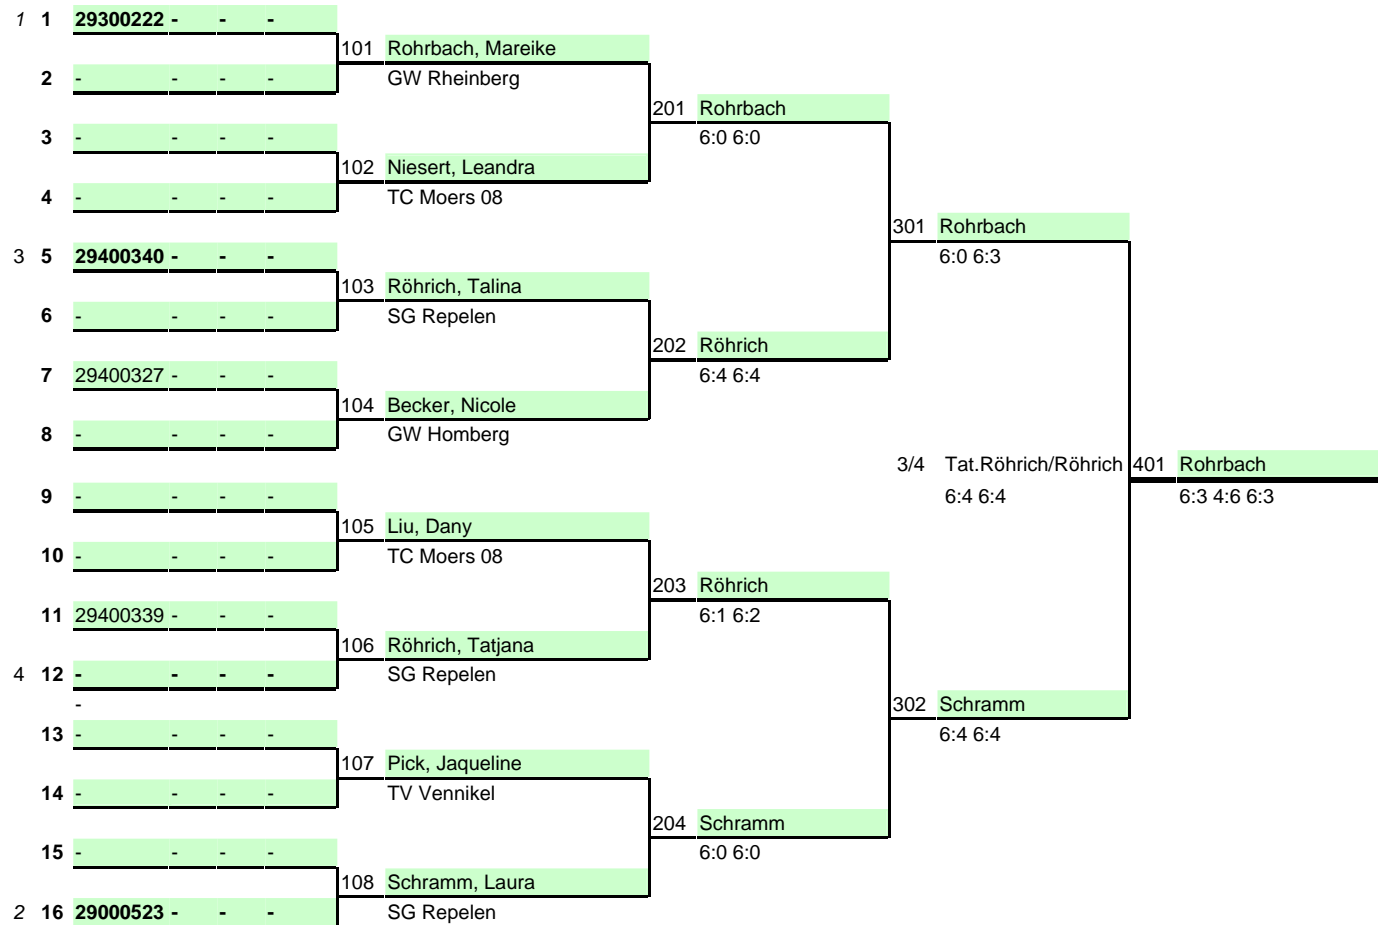 1 1 29300222 - - -
101 Rohrbach, Mareike
2 - - - - GW Rheinberg
201 Rohrbach
3 - - - - 6:0 6:0
102 Niesert, Leandra
4 - - - - TC Moers 08
301 Rohrbach
3 5 29400340 - - - 6:0 6:3
103 Röhrich, Talina
6 - - - - SG Repelen
202 Röhrich
7 29400327 - - - 6:4 6:4
104 Becker, Nicole
8 - - - - GW Homberg
3/4 Tat.Röhrich/Röhrich 401 Rohrbach
9 - - - - 6:4 6:4 6:3 4:6 6:3
105 Liu, Dany
10 - - - - TC Moers 08
203 Röhrich
11 29400339 - - - 6:1 6:2
106 Röhrich, Tatjana
4 12 - - - - SG Repelen
- 302 Schramm
13 - - - - 6:4 6:4
107 Pick, Jaqueline
14 - - - - TV Vennikel
204 Schramm
15 - - - - 6:0 6:0
108 Schramm, Laura
2 16 29000523 - - - SG Repelen